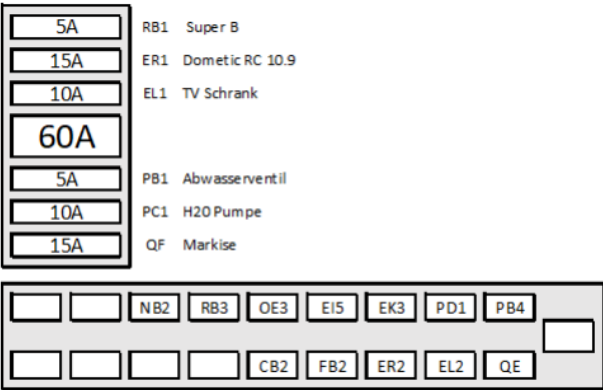 5A RB1 Super B
15A ER1 Dometic RC 10.9
10A EL1 TV Schrank
60A
5A PB1 Abwasserventil
10A PC1 H20 Pumpe
15A QF Markise
NB2 RB3 OE3 EI5 EK3 PD1 PB4
CB2 FB2 ER2 EL2 QE